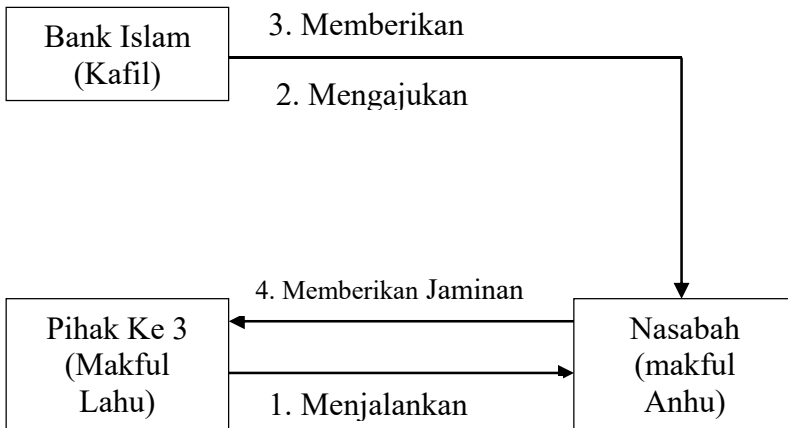 Bank Islam
(Kafil)
3. Memberikan
2. Mengajukan
4. Memberikan Jaminan
Pihak Ke 3
(Makful
Lahu)
1. Menjalankan
Nasabah
(makful
Anhu)